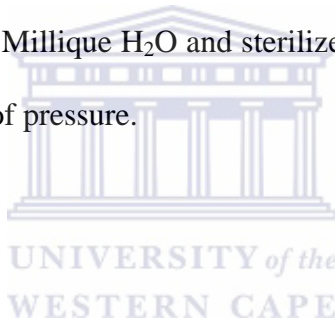 Millique H₂O and sterilize
of pressure.
UNIVERSITY of the
WESTERN CAPE